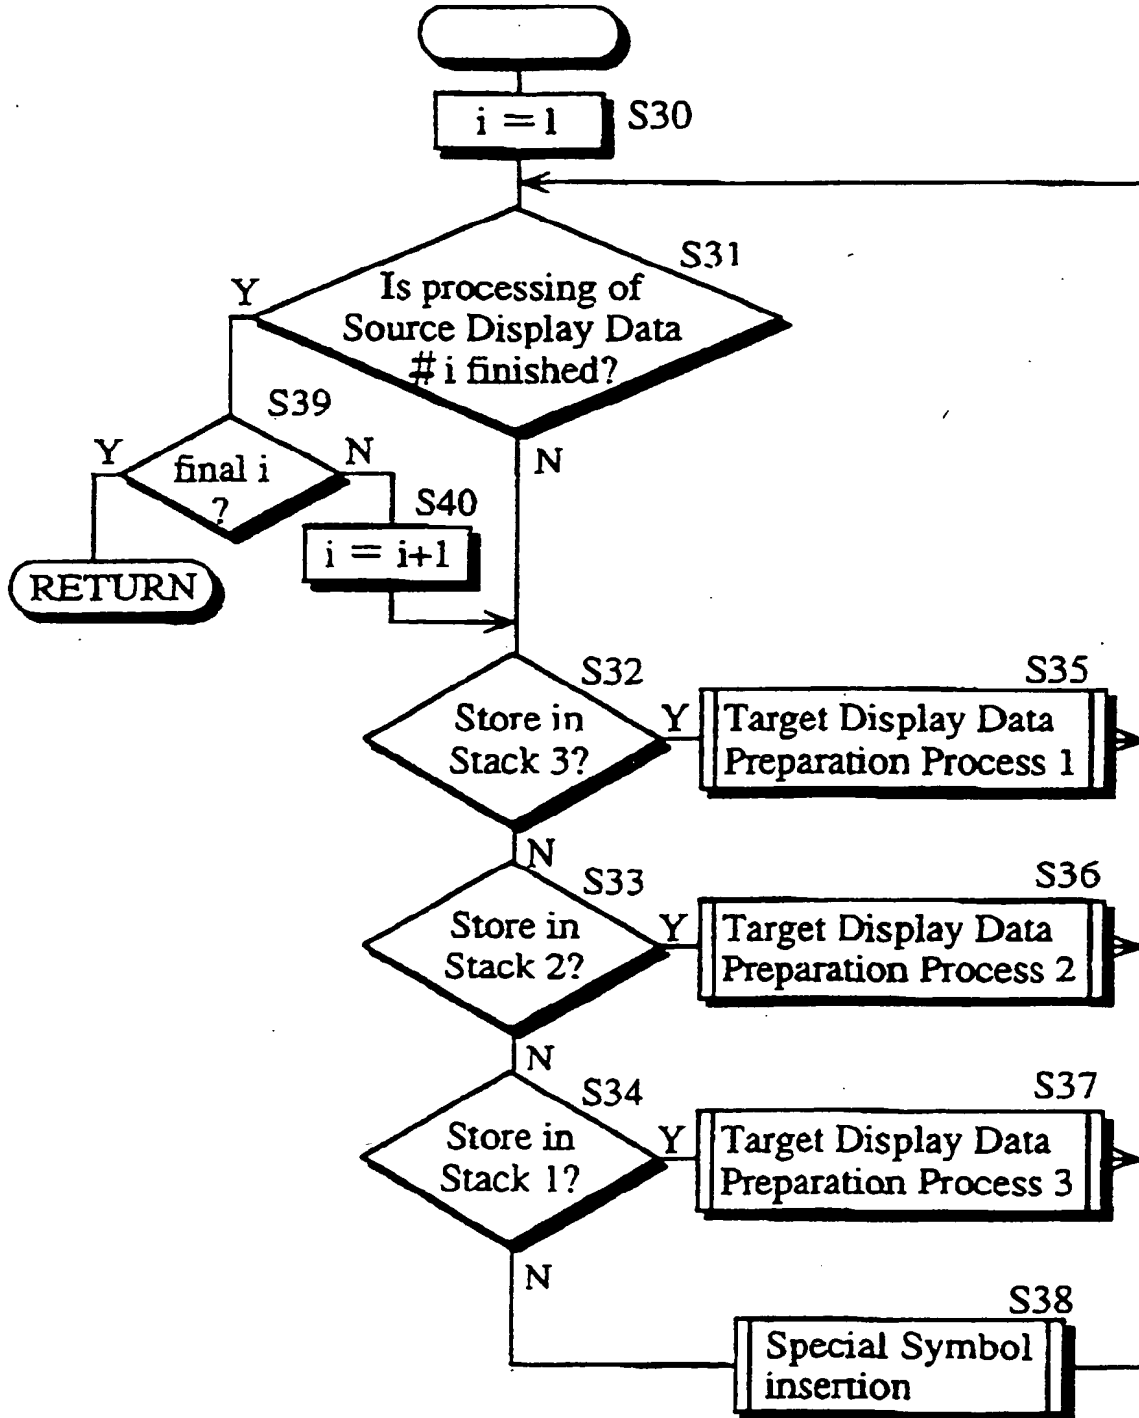 i = 1
S30
S31
Y
Is processing of
Source Display Data
# i finished?
N
S39
Y
final i
?
N
S40
i = i+1
RETURN
S32
Store in
Stack 3?
Y
N
S35
Target Display Data
Preparation Process 1
S33
Store in
Stack 2?
Y
N
S36
Target Display Data
Preparation Process 2
S34
Store in
Stack 1?
Y
N
S37
Target Display Data
Preparation Process 3
S38
Special Symbol
insertion